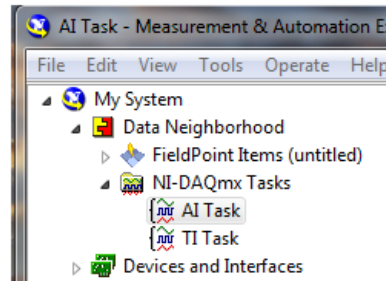 AI Task - Measurement & Automation E
File Edit View Tools Operate Help
My System
Data Neighborhood
FieldPoint Items (untitled)
NI-DAQmx Tasks
AI Task
TI Task
Devices and Interfaces